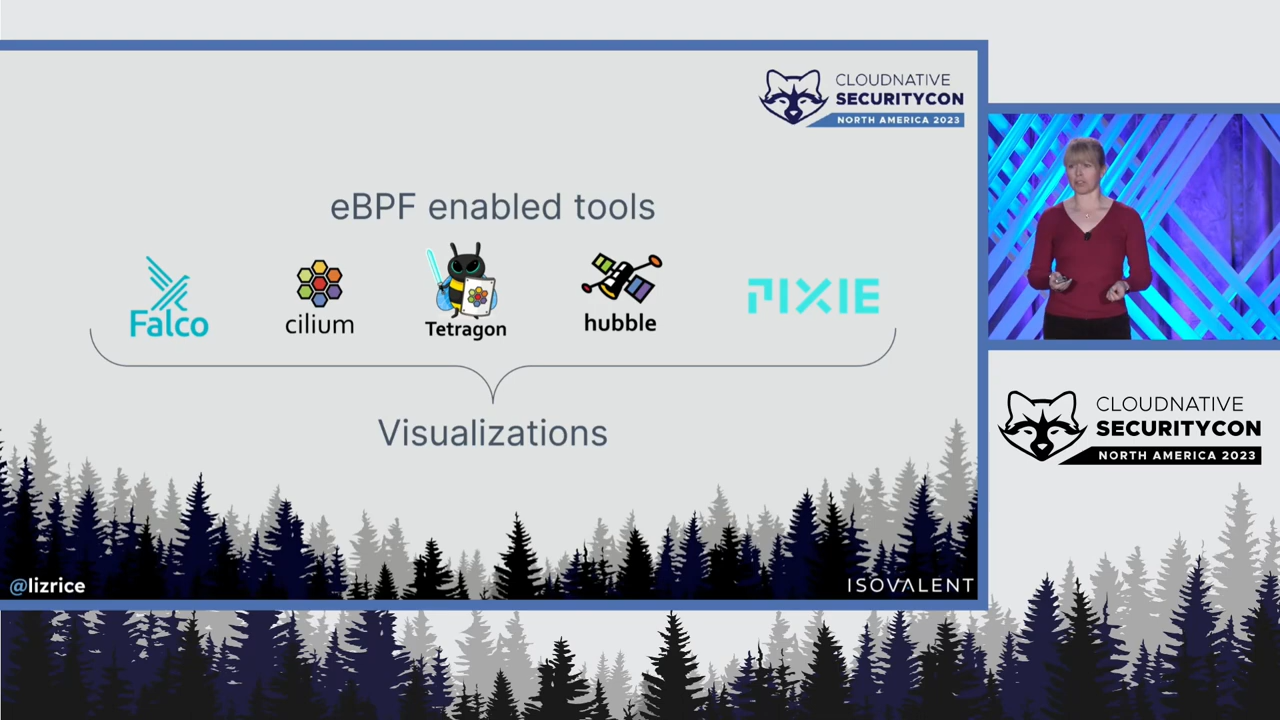 CLOUDNATIVE
SECURITYCON
NORTH AMERICA 2023
eBPF enabled tools
Falco
cilium
Tetragon
hubble
PIXIE
Visualizations
@lizrice
ISOVALENT
CLOUDNATIVE
SECURITYCON
NORTH AMERICA 2023